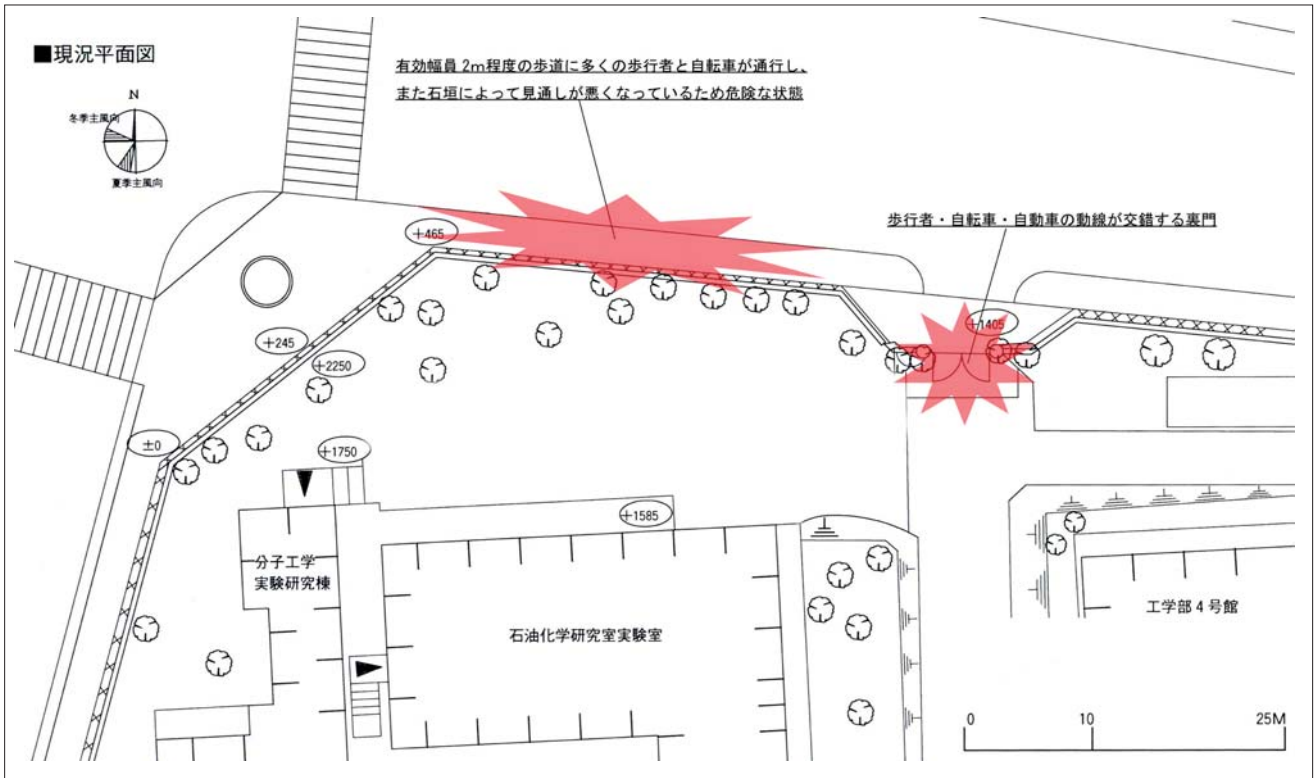 ■現況平面図
有効幅員2m程度の歩道に多くの歩行者と自転車が通行し、
また石垣によって見通しが悪くなっているため危険な状態
N
冬季主風向
夏季主風向
歩行者・自転車・自動車の動線が交錯する裏門
+465
+1405
+245
+2250
±0
+1750
+1585
分子工学
実験研究棟
石油化学研究室実験室
工学部4号館
0 10 25M